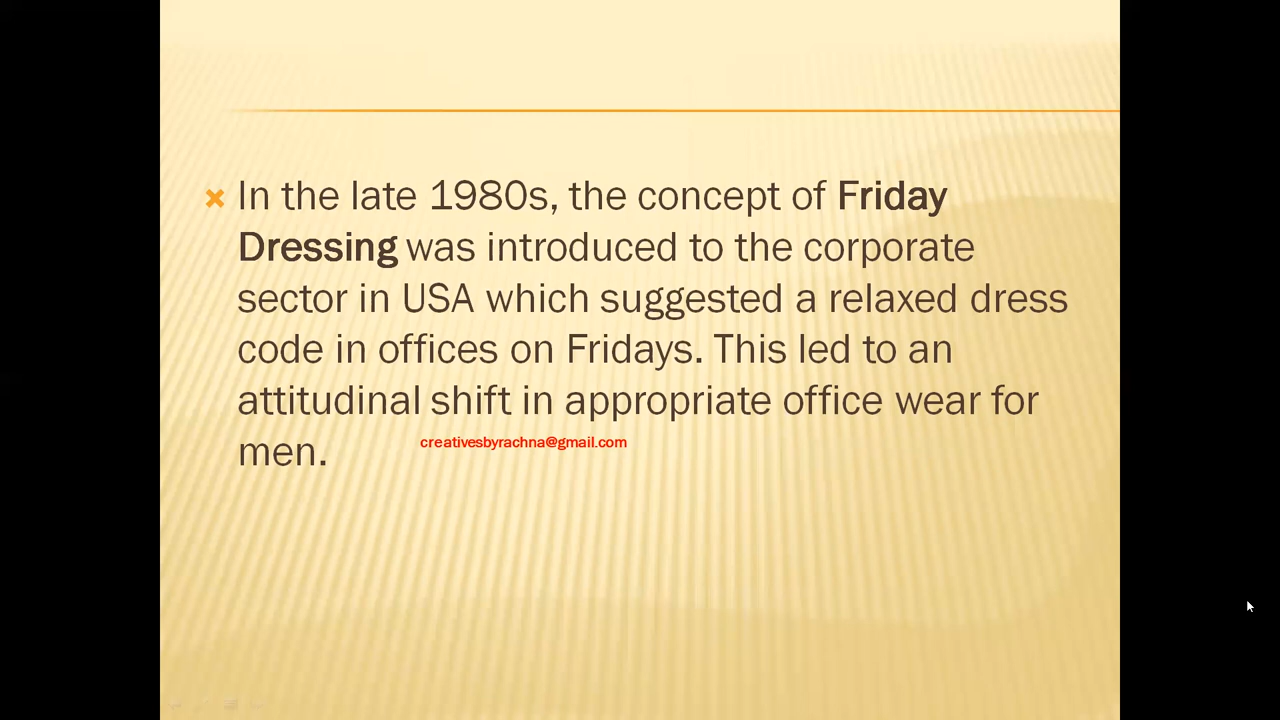 In the late 1980s, the concept of Friday
Dressing was introduced to the corporate
sector in USA which suggested a relaxed dress
code in offices on Fridays. This led to an
attitudinal shift in appropriate office wear for
men.
creativesbyrachna@gmail.com